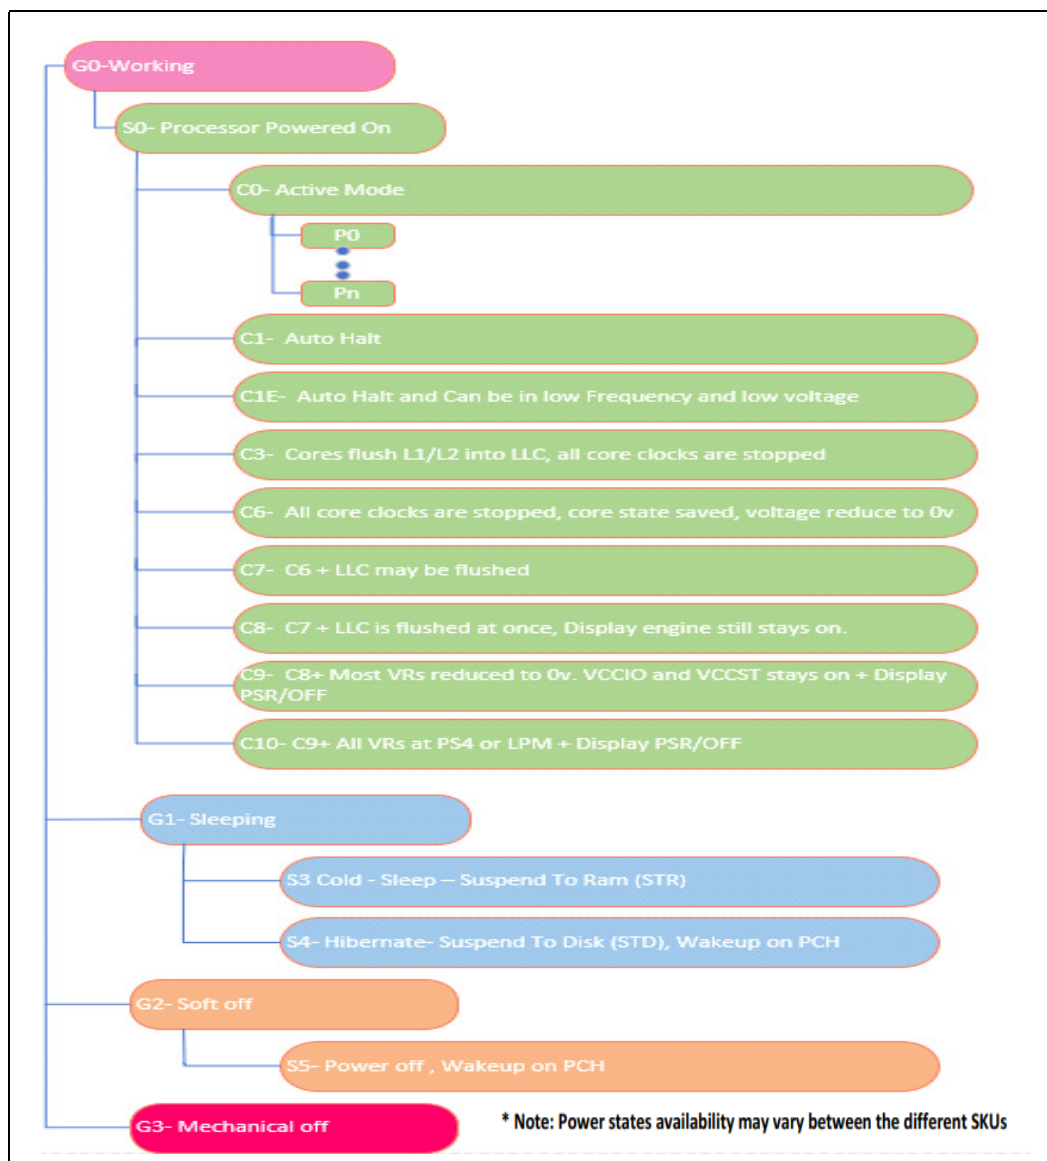 G0-Working
S0- Processor Powered On
C0- Active Mode
P0
Pn
C1- Auto Halt
C1E- Auto Halt and Can be in low Frequency and low voltage
C3- Cores flush L1/L2 into LLC, all core clocks are stopped
C6- All core clocks are stopped, core state saved, voltage reduce to 0v
C7- C6 + LLC may be flushed
C8- C7 + LLC is flushed at once, Display engine still stays on.
C9- C8+ Most VRs reduced to 0v. VCCIO and VCCST stays on + Display
PSR/OFF
C10- C9+ All VRs at PS4 or LPM + Display PSR/OFF
G1- Sleeping
S3 Cold - Sleep – Suspend To Ram (STR)
S4- Hibernate- Suspend To Disk (STD), Wakeup on PCH
G2- Soft off
S5- Power off , Wakeup on PCH
G3- Mechanical off
* Note: Power states availability may vary between the different SKUs